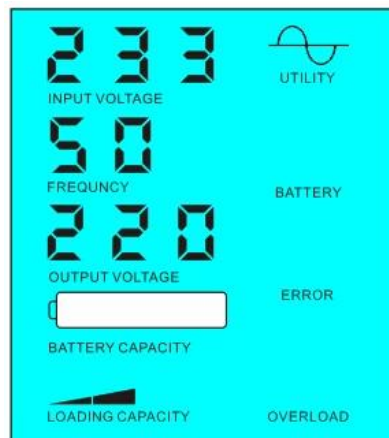 233
INPUT VOLTAGE
UTILITY
50
FREQUNCY
BATTERY
220
OUTPUT VOLTAGE
ERROR
BATTERY CAPACITY
LOADING CAPACITY
OVERLOAD